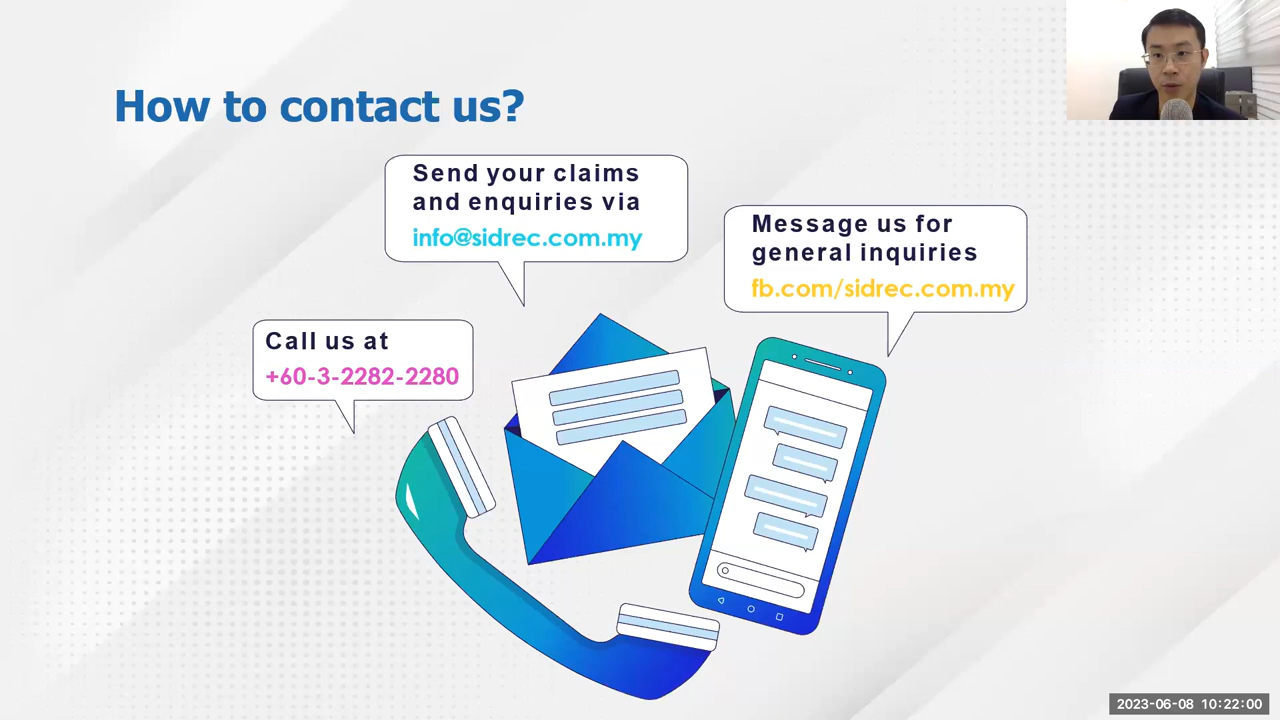 How to contact us?
Send your claims
and enquiries via
info@sidrec.com.my
Message us for
general inquiries
fb.com/sidrec.com.my
Call us at
+60-3-2282-2280
2023-06-08 10:22:00